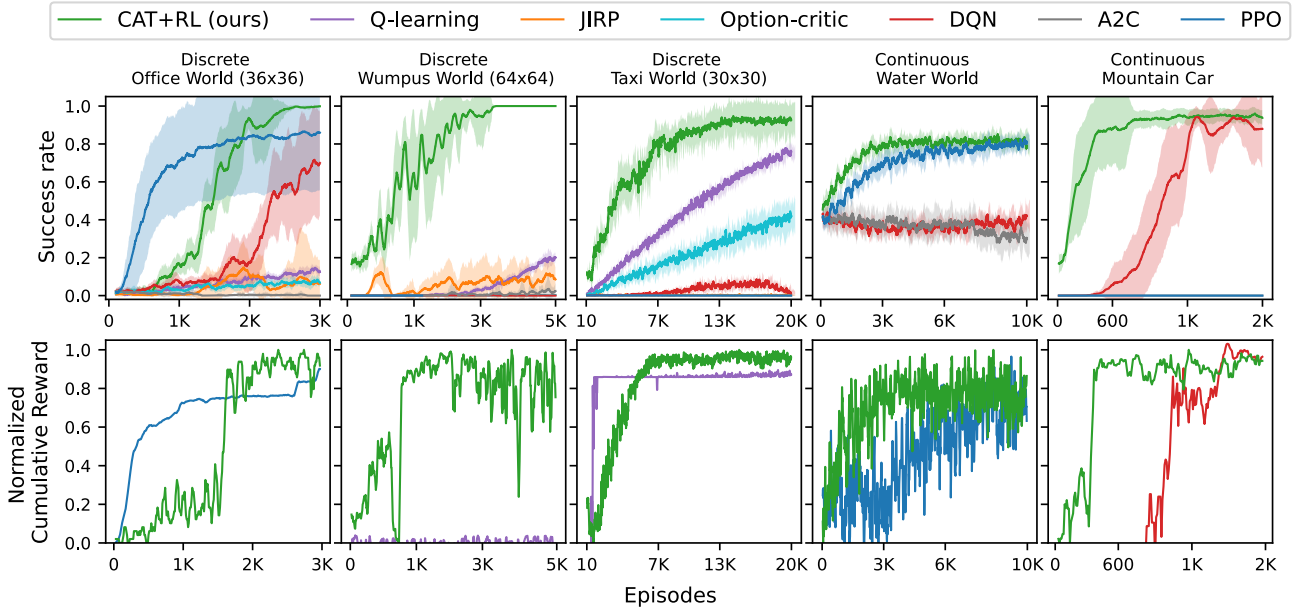 CAT+RL (ours) Q-learning JIRP Option-critic DQN A2C PPO
Discrete
Office World (36x36)
Discrete
Wumpus World (64x64)
Discrete
Taxi World (30x30)
Continuous
Water World
Continuous
Mountain Car
Success rate
1.0
0.8
0.6
0.4
0.2
0.0
0 1K 2K 3K
0 1K 3K 5K
10 7K 13K 20K
0 3K 6K 10K
0 600 1K 2K
Normalized
Cumulative Reward
1.0
0.8
0.6
0.4
0.2
0.0
0 1K 2K 3K
0 1K 3K 5K
10 7K 13K 20K
0 3K 6K 10K
0 600 1K 2K
Episodes